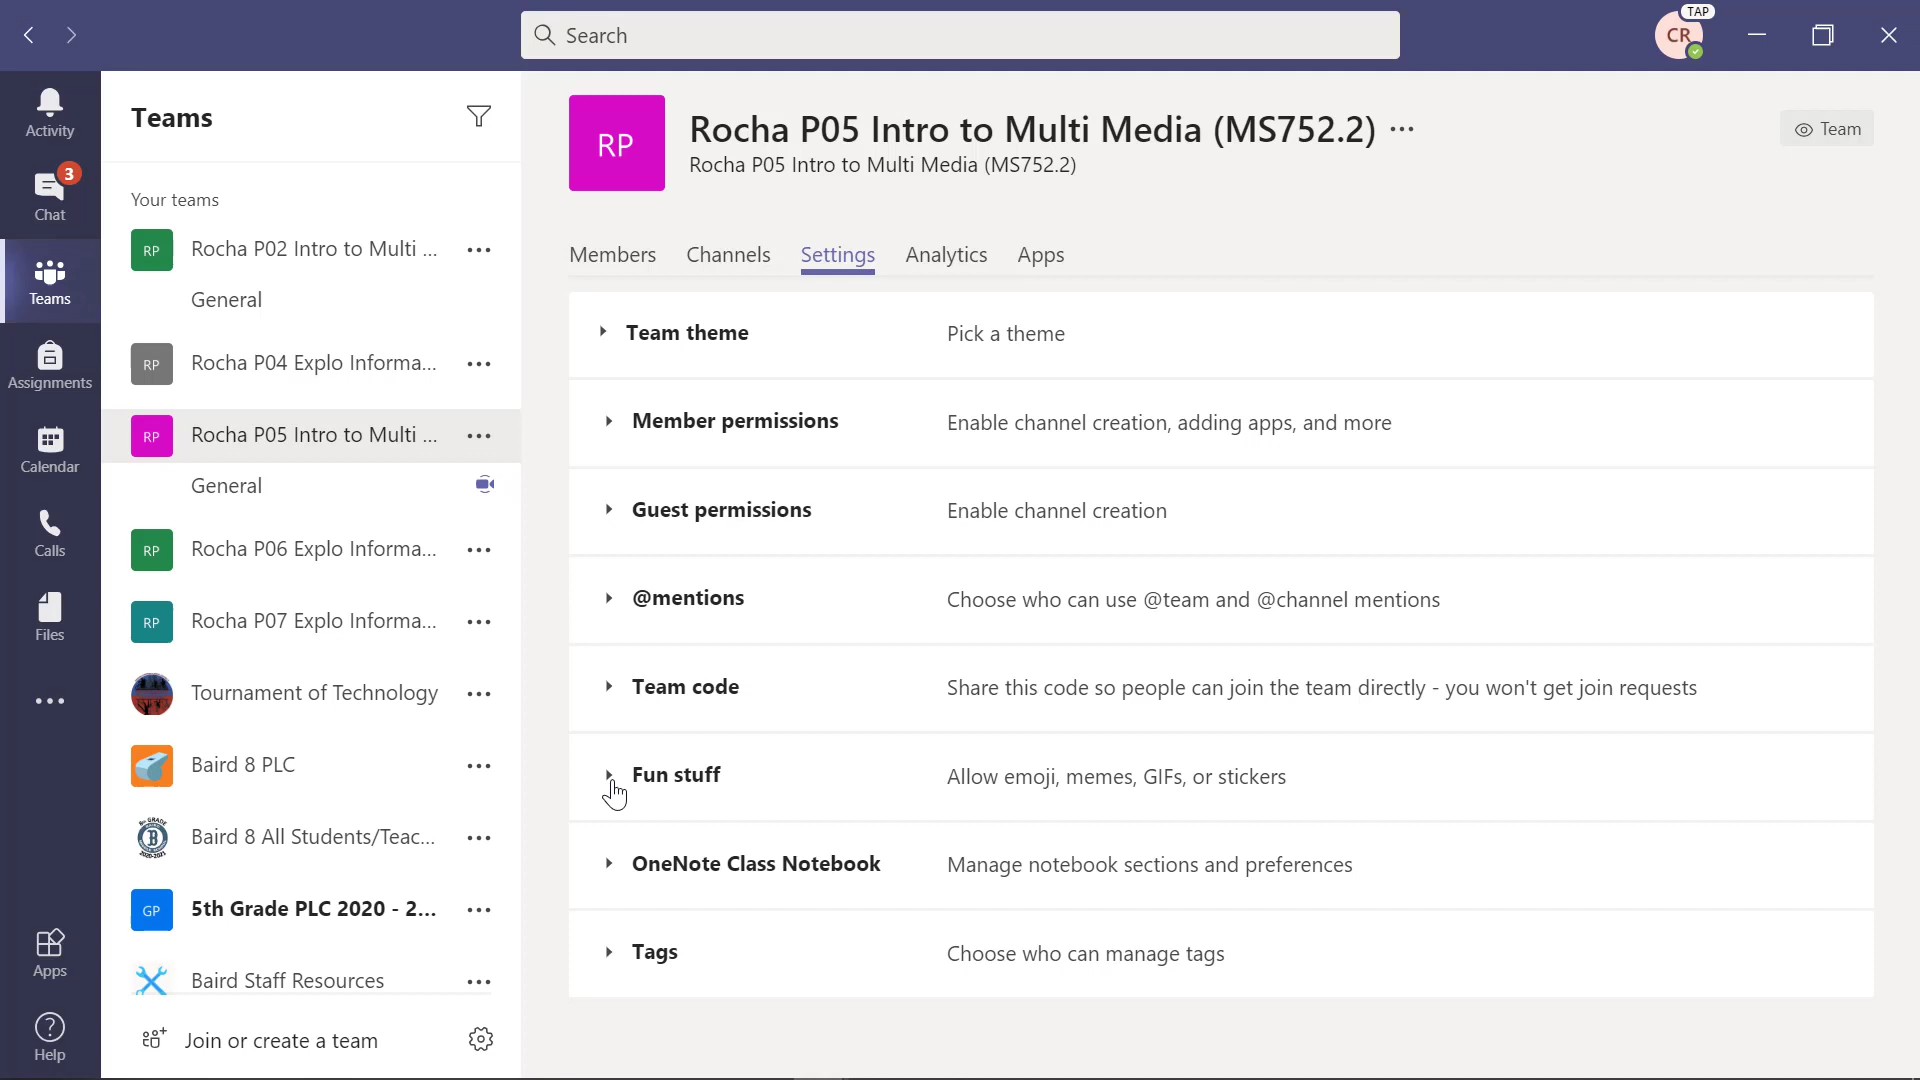 Search
TAP
CR
Activity
3
Chat
Teams
Assignments
Calendar
Calls
Files
Apps
Help
Teams
Your teams
RP Rocha P02 Intro to Multi ...
General
RP Rocha P04 Explo Informa...
RP Rocha P05 Intro to Multi ...
General
RP Rocha P06 Explo Informa...
RP Rocha P07 Explo Informa...
Tournament of Technology
Baird 8 PLC
B
2020-2021
Baird 8 All Students/Teac...
GP 5th Grade PLC 2020 - 2...
Baird Staff Resources
Join or create a team
RP
Rocha P05 Intro to Multi Media (MS752.2) ...
Rocha P05 Intro to Multi Media (MS752.2)
Team
Members Channels Settings Analytics Apps
Team theme Pick a theme
Member permissions Enable channel creation, adding apps, and more
Guest permissions Enable channel creation
@mentions Choose who can use @team and @channel mentions
Team code Share this code so people can join the team directly - you won't get join requests
Fun stuff Allow emoji, memes, GIFs, or stickers
OneNote Class Notebook Manage notebook sections and preferences
Tags Choose who can manage tags